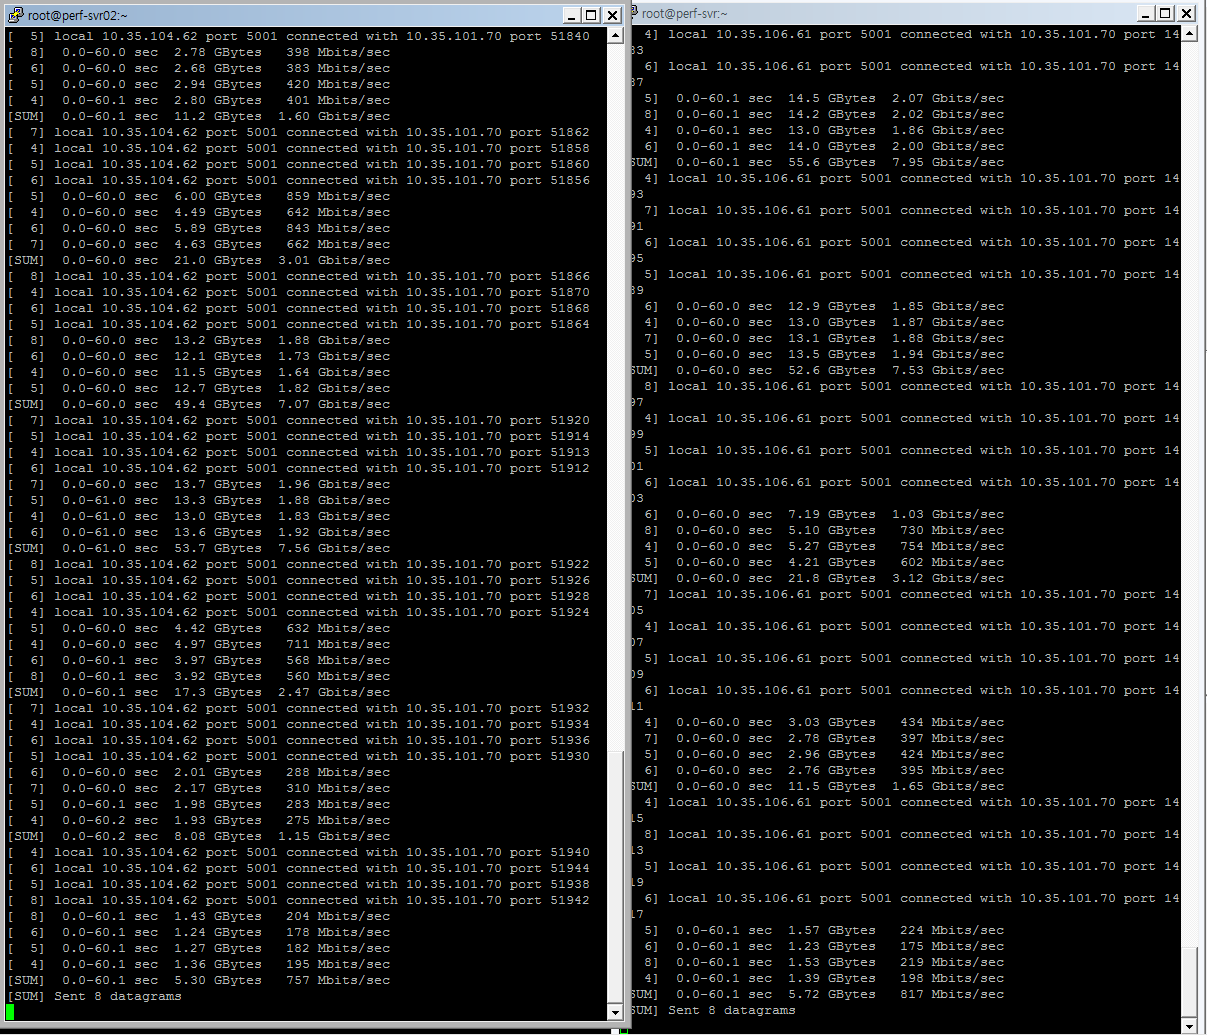 root@perf-svr02:~
[  5] local 10.35.104.62 port 5001 connected with 10.35.101.70 port 51840
[  8]  0.0-60.0 sec  2.78 GBytes   398 Mbits/sec
[  6]  0.0-60.0 sec  2.68 GBytes   383 Mbits/sec
[  5]  0.0-60.0 sec  2.94 GBytes   420 Mbits/sec
[  4]  0.0-60.1 sec  2.80 GBytes   401 Mbits/sec
[SUM]  0.0-60.1 sec  11.2 GBytes  1.60 Gbits/sec
[  7] local 10.35.104.62 port 5001 connected with 10.35.101.70 port 51862
[  4] local 10.35.104.62 port 5001 connected with 10.35.101.70 port 51858
[  5] local 10.35.104.62 port 5001 connected with 10.35.101.70 port 51860
[  6] local 10.35.104.62 port 5001 connected with 10.35.101.70 port 51856
[  5]  0.0-60.0 sec  6.00 GBytes   859 Mbits/sec
[  4]  0.0-60.0 sec  4.49 GBytes   642 Mbits/sec
[  6]  0.0-60.0 sec  5.89 GBytes   843 Mbits/sec
[  7]  0.0-60.0 sec  4.63 GBytes   662 Mbits/sec
[SUM]  0.0-60.0 sec  21.0 GBytes  3.01 Gbits/sec
[  8] local 10.35.104.62 port 5001 connected with 10.35.101.70 port 51866
[  4] local 10.35.104.62 port 5001 connected with 10.35.101.70 port 51870
[  6] local 10.35.104.62 port 5001 connected with 10.35.101.70 port 51868
[  5] local 10.35.104.62 port 5001 connected with 10.35.101.70 port 51864
[  8]  0.0-60.0 sec  13.2 GBytes  1.88 Gbits/sec
[  6]  0.0-60.0 sec  12.1 GBytes  1.73 Gbits/sec
[  4]  0.0-60.0 sec  11.5 GBytes  1.64 Gbits/sec
[  5]  0.0-60.0 sec  12.7 GBytes  1.82 Gbits/sec
[SUM]  0.0-60.0 sec  49.4 GBytes  7.07 Gbits/sec
[  7] local 10.35.104.62 port 5001 connected with 10.35.101.70 port 51920
[  5] local 10.35.104.62 port 5001 connected with 10.35.101.70 port 51914
[  4] local 10.35.104.62 port 5001 connected with 10.35.101.70 port 51913
[  6] local 10.35.104.62 port 5001 connected with 10.35.101.70 port 51912
[  7]  0.0-60.0 sec  13.7 GBytes  1.96 Gbits/sec
[  5]  0.0-61.0 sec  13.3 GBytes  1.88 Gbits/sec
[  4]  0.0-61.0 sec  13.0 GBytes  1.83 Gbits/sec
[  6]  0.0-61.0 sec  13.6 GBytes  1.92 Gbits/sec
[SUM]  0.0-61.0 sec  53.7 GBytes  7.56 Gbits/sec
[  8] local 10.35.104.62 port 5001 connected with 10.35.101.70 port 51922
[  5] local 10.35.104.62 port 5001 connected with 10.35.101.70 port 51926
[  6] local 10.35.104.62 port 5001 connected with 10.35.101.70 port 51928
[  4] local 10.35.104.62 port 5001 connected with 10.35.101.70 port 51924
[  5]  0.0-60.0 sec  4.42 GBytes   632 Mbits/sec
[  4]  0.0-60.0 sec  4.97 GBytes   711 Mbits/sec
[  6]  0.0-60.1 sec  3.97 GBytes   568 Mbits/sec
[  8]  0.0-60.1 sec  3.92 GBytes   560 Mbits/sec
[SUM]  0.0-60.1 sec  17.3 GBytes  2.47 Gbits/sec
[  7] local 10.35.104.62 port 5001 connected with 10.35.101.70 port 51932
[  4] local 10.35.104.62 port 5001 connected with 10.35.101.70 port 51934
[  6] local 10.35.104.62 port 5001 connected with 10.35.101.70 port 51936
[  5] local 10.35.104.62 port 5001 connected with 10.35.101.70 port 51930
[  6]  0.0-60.0 sec  2.01 GBytes   288 Mbits/sec
[  7]  0.0-60.0 sec  2.17 GBytes   310 Mbits/sec
[  5]  0.0-60.1 sec  1.98 GBytes   283 Mbits/sec
[  4]  0.0-60.2 sec  1.93 GBytes   275 Mbits/sec
[SUM]  0.0-60.2 sec  8.08 GBytes  1.15 Gbits/sec
[  4] local 10.35.104.62 port 5001 connected with 10.35.101.70 port 51940
[  6] local 10.35.104.62 port 5001 connected with 10.35.101.70 port 51944
[  5] local 10.35.104.62 port 5001 connected with 10.35.101.70 port 51938
[  8] local 10.35.104.62 port 5001 connected with 10.35.101.70 port 51942
[  8]  0.0-60.1 sec  1.43 GBytes   204 Mbits/sec
[  6]  0.0-60.1 sec  1.24 GBytes   178 Mbits/sec
[  5]  0.0-60.1 sec  1.27 GBytes   182 Mbits/sec
[  4]  0.0-60.1 sec  1.36 GBytes   195 Mbits/sec
[SUM]  0.0-60.1 sec  5.30 GBytes   757 Mbits/sec
[SUM] Sent 8 datagrams
root@perf-svr:~
4] local 10.35.106.61 port 5001 connected with 10.35.101.70 port 14
33
6] local 10.35.106.61 port 5001 connected with 10.35.101.70 port 14
37
5]  0.0-60.1 sec  14.5 GBytes  2.07 Gbits/sec
8]  0.0-60.1 sec  14.2 GBytes  2.02 Gbits/sec
4]  0.0-60.1 sec  13.0 GBytes  1.86 Gbits/sec
6]  0.0-60.1 sec  14.0 GBytes  2.00 Gbits/sec
SUM]  0.0-60.1 sec  55.6 GBytes  7.95 Gbits/sec
4] local 10.35.106.61 port 5001 connected with 10.35.101.70 port 14
93
7] local 10.35.106.61 port 5001 connected with 10.35.101.70 port 14
91
6] local 10.35.106.61 port 5001 connected with 10.35.101.70 port 14
95
5] local 10.35.106.61 port 5001 connected with 10.35.101.70 port 14
39
6]  0.0-60.0 sec  12.9 GBytes  1.85 Gbits/sec
4]  0.0-60.0 sec  13.0 GBytes  1.87 Gbits/sec
7]  0.0-60.0 sec  13.1 GBytes  1.88 Gbits/sec
5]  0.0-60.0 sec  13.5 GBytes  1.94 Gbits/sec
SUM]  0.0-60.0 sec  52.6 GBytes  7.53 Gbits/sec
8] local 10.35.106.61 port 5001 connected with 10.35.101.70 port 14
97
4] local 10.35.106.61 port 5001 connected with 10.35.101.70 port 14
99
5] local 10.35.106.61 port 5001 connected with 10.35.101.70 port 14
01
6] local 10.35.106.61 port 5001 connected with 10.35.101.70 port 14
03
6]  0.0-60.0 sec  7.19 GBytes  1.03 Gbits/sec
8]  0.0-60.0 sec  5.10 GBytes   730 Mbits/sec
4]  0.0-60.0 sec  5.27 GBytes   754 Mbits/sec
5]  0.0-60.0 sec  4.21 GBytes   602 Mbits/sec
SUM]  0.0-60.0 sec  21.8 GBytes  3.12 Gbits/sec
7] local 10.35.106.61 port 5001 connected with 10.35.101.70 port 14
05
4] local 10.35.106.61 port 5001 connected with 10.35.101.70 port 14
07
5] local 10.35.106.61 port 5001 connected with 10.35.101.70 port 14
09
6] local 10.35.106.61 port 5001 connected with 10.35.101.70 port 14
11
4]  0.0-60.0 sec  3.03 GBytes   434 Mbits/sec
7]  0.0-60.0 sec  2.78 GBytes   397 Mbits/sec
5]  0.0-60.0 sec  2.96 GBytes   424 Mbits/sec
6]  0.0-60.0 sec  2.76 GBytes   395 Mbits/sec
SUM]  0.0-60.0 sec  11.5 GBytes  1.65 Gbits/sec
4] local 10.35.106.61 port 5001 connected with 10.35.101.70 port 14
15
8] local 10.35.106.61 port 5001 connected with 10.35.101.70 port 14
13
5] local 10.35.106.61 port 5001 connected with 10.35.101.70 port 14
19
6] local 10.35.106.61 port 5001 connected with 10.35.101.70 port 14
17
5]  0.0-60.1 sec  1.57 GBytes   224 Mbits/sec
6]  0.0-60.1 sec  1.23 GBytes   175 Mbits/sec
8]  0.0-60.1 sec  1.53 GBytes   219 Mbits/sec
4]  0.0-60.1 sec  1.39 GBytes   198 Mbits/sec
SUM]  0.0-60.1 sec  5.72 GBytes   817 Mbits/sec
SUM] Sent 8 datagrams